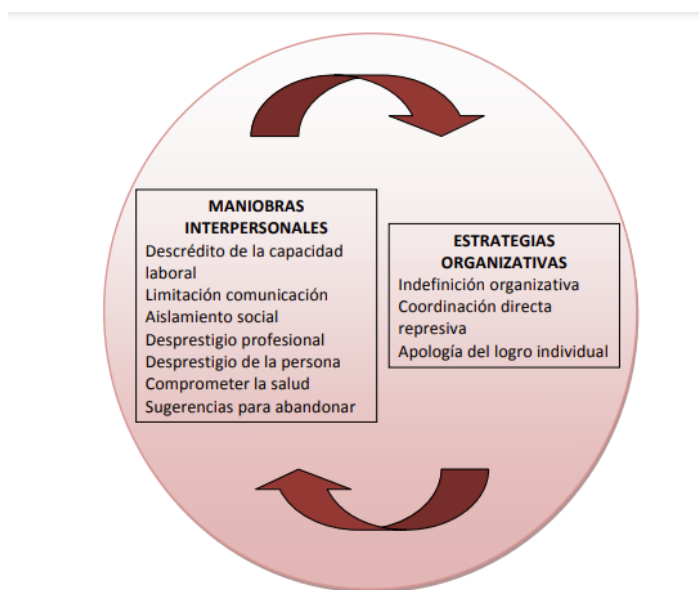 MANIOBRAS
INTERPERSONALES
Descrédito de la capacidad
laboral
Limitación comunicación
Aislamiento social
Desprestigio profesional
Desprestigio de la persona
Comprometer la salud
Sugerencias para abandonar
ESTRATEGIAS
ORGANIZATIVAS
Indefinición organizativa
Coordinación directa
represiva
Apología del logro individual